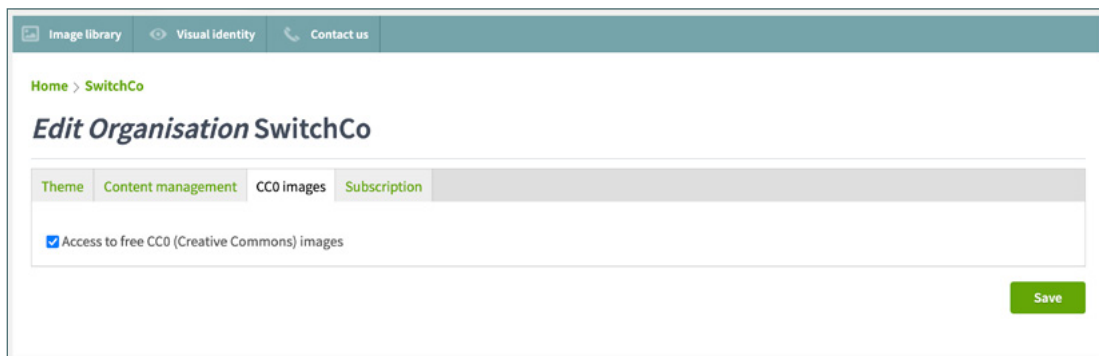 Image library Visual identity Contact us
Home > SwitchCo
Edit Organisation SwitchCo
Theme Content management CC0 images Subscription
Access to free CC0 (Creative Commons) images
Save